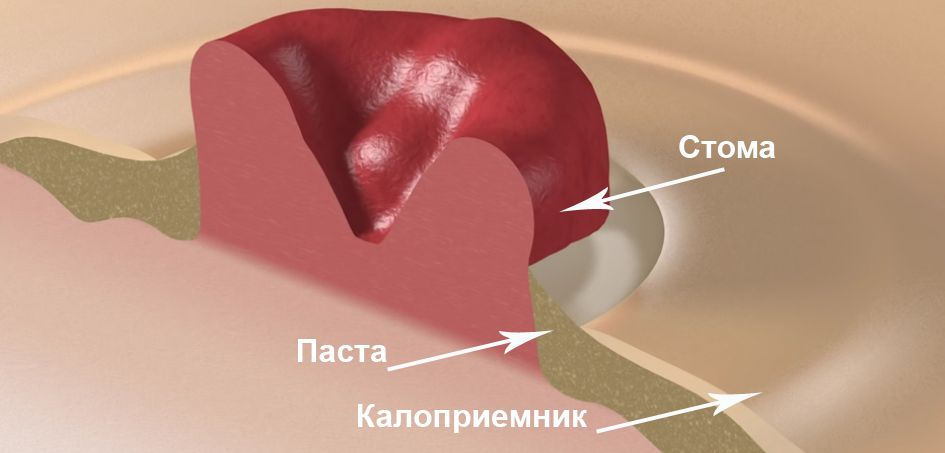 Стома
Паста
Калоприемник